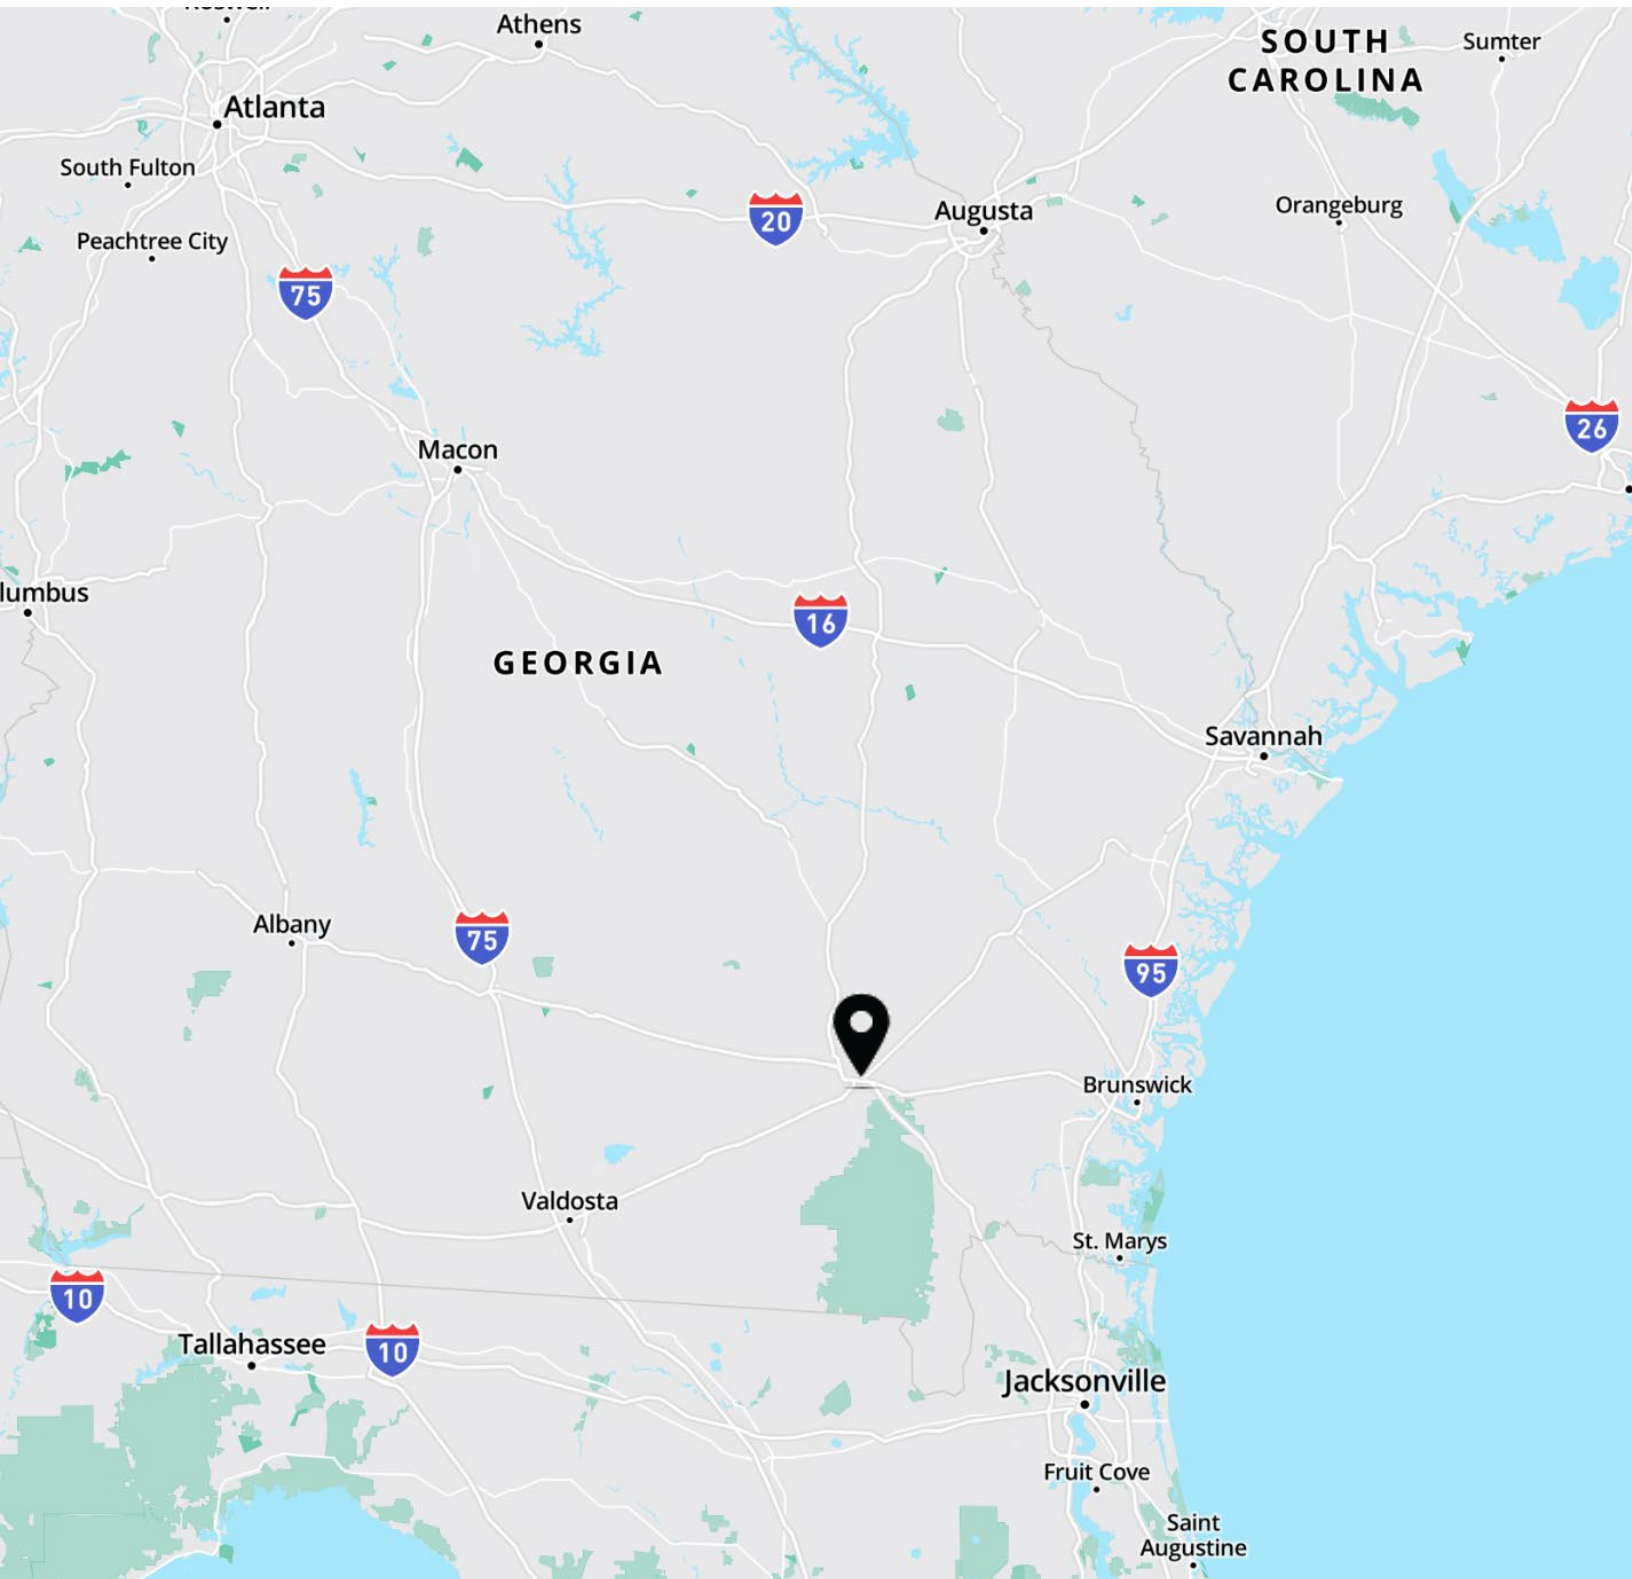 Athens
SOUTH
CAROLINA
Sumter
Atlanta
South Fulton
Orangeburg
Augusta
20
Peachtree City
75
26
Macon
lumbus
16
GEORGIA
Savannah
Albany
75
95
Brunswick
Valdosta
St. Marys
10
Tallahassee
10
Jacksonville
Fruit Cove
Saint
Augustine